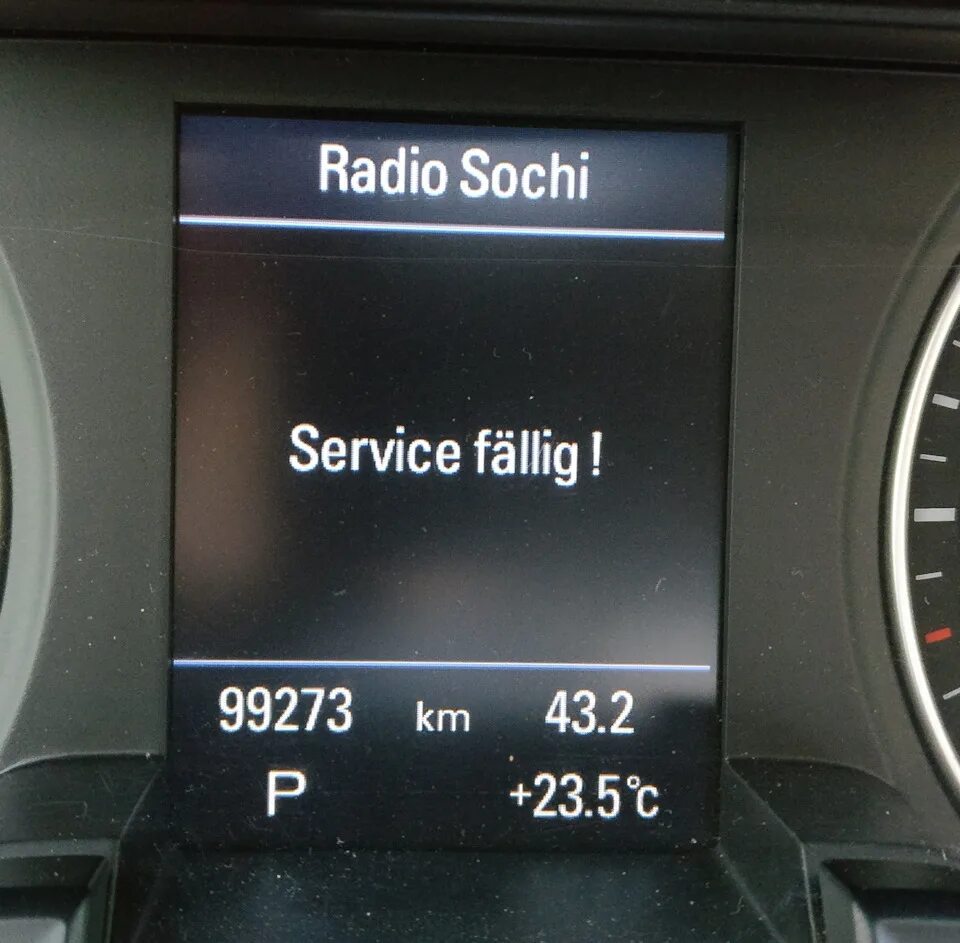 Radio Sochi
Service fällig !
99273 km 43.2
P +23.5°c